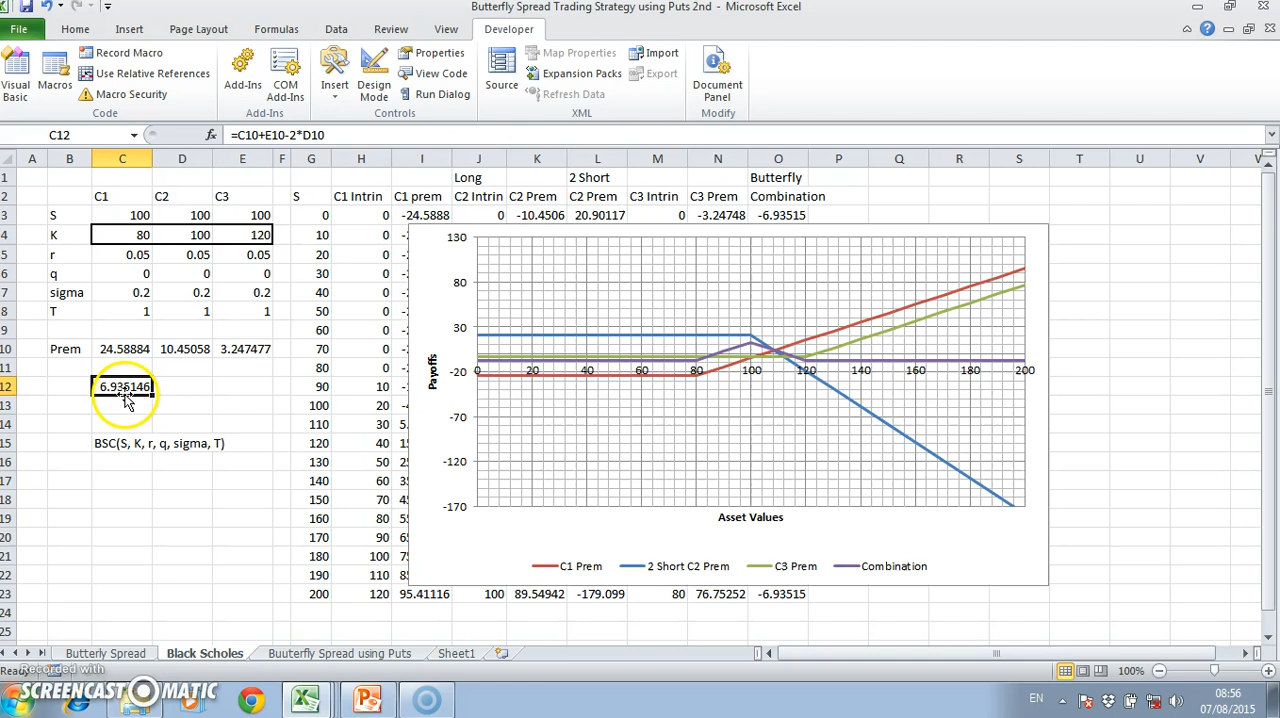 Butterfly Spread Trading Strategy using Puts 2nd - Microsoft Excel
File Home Insert Page Layout Formulas Data Review View Developer
Visual Basic Macros Record Macro Use Relative References Macro Security Add-Ins COM Add-Ins Insert Design Mode Properties View Code Run Dialog Source Map Properties Expansion Packs Refresh Data Import Export Document Panel
Code Add-Ins Controls XML Modify
C12 fx =C10+E10-2*D10
A B C D E F G H I J K L M N O P Q R S T U V W
1 Long 2 Short Butterfly
2 C1 C2 C3 S C1 Intrin C1 prem C2 Intrin C2 Prem C2 Prem C3 Intrin C3 Prem Combination
3 S 100 100 100 0 0 -24.5888 0 -10.4506 20.90117 0 -3.24748 -6.93515
4 K 80 100 120 10 0
5 r 0.05 0.05 0.05 20 0
6 q 0 0 0 30 0
7 sigma 0.2 0.2 0.2 40 0
8 T 1 1 1 50 0
9 60 0
10 Prem 24.58884 10.45058 3.247477 70 0
11 80 0
12 6.935146 90 10
13 100 20
14 110 30
15 BSC(S, K, r, q, sigma, T) 120 40
16 130 50
17 140 60
18 150 70
19 160 80
20 170 90
21 180 100
22 190 110
23 200 120 95.41116 100 89.54942 -179.099 80 76.75252 -6.93515
24
25
130
80
30
-20
-70
-120
-170
0 20 40 60 80 100 120 140 160 180 200
Payoffs
Asset Values
C1 Prem 2 Short C2 Prem C3 Prem Combination
Butterly Spread Black Scholes Buuterfly Spread using Puts Sheet1
Ready 100%
Recorded with
SCREENCAST MATIC
EN 08:56
07/08/2015